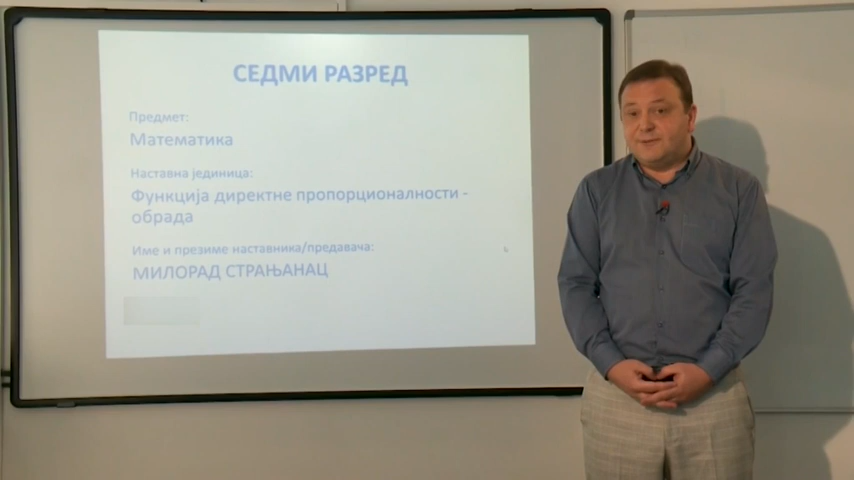 СЕДМИ РАЗРЕД
Предмет:
Математика
Наставна јединица:
Функција директне пропорционалности -
обрада
Име и презиме наставника/предавача:
МИЛОРАД СТРАЊАНАЦ